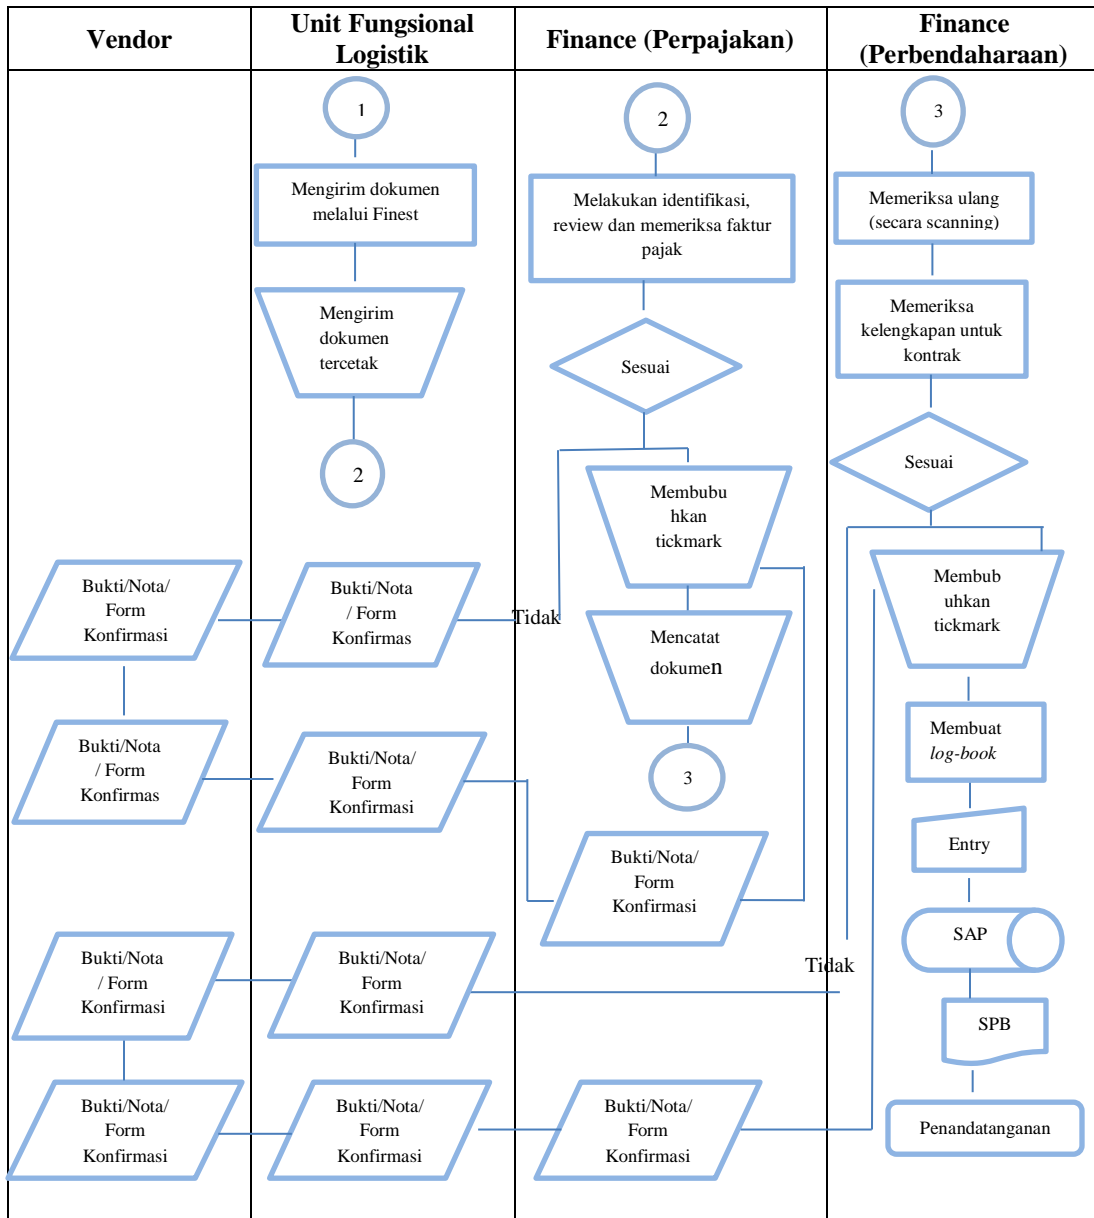 Vendor
Unit Fungsional
Logistik
Finance (Perpajakan)
Finance
(Perbendaharaan)
1
Mengirim dokumen
melalui Finest
Mengirim
dokumen
tercetak
2
2
Melakukan identifikasi,
review dan memeriksa faktur
pajak
Sesuai
Membubu
hkan
tickmark
Mencatat
dokumen
3
3
Memeriksa ulang
(secara scanning)
Memeriksa
kelengkapan untuk
kontrak
Sesuai
Membub
uhkan
tickmark
Membuat
log-book
Entry
SAP
SPB
Penandatanganan
Bukti/Nota/
Form
Konfirmasi
Bukti/Nota
/ Form
Konfirmas
Tidak
Bukti/Nota
/ Form
Konfirmas
Bukti/Nota/
Form
Konfirmasi
Bukti/Nota/
Form
Konfirmasi
Bukti/Nota
/ Form
Konfirmasi
Bukti/Nota/
Form
Konfirmasi
Tidak
Bukti/Nota/
Form
Konfirmasi
Bukti/Nota/
Form
Konfirmasi
Bukti/Nota/
Form
Konfirmasi